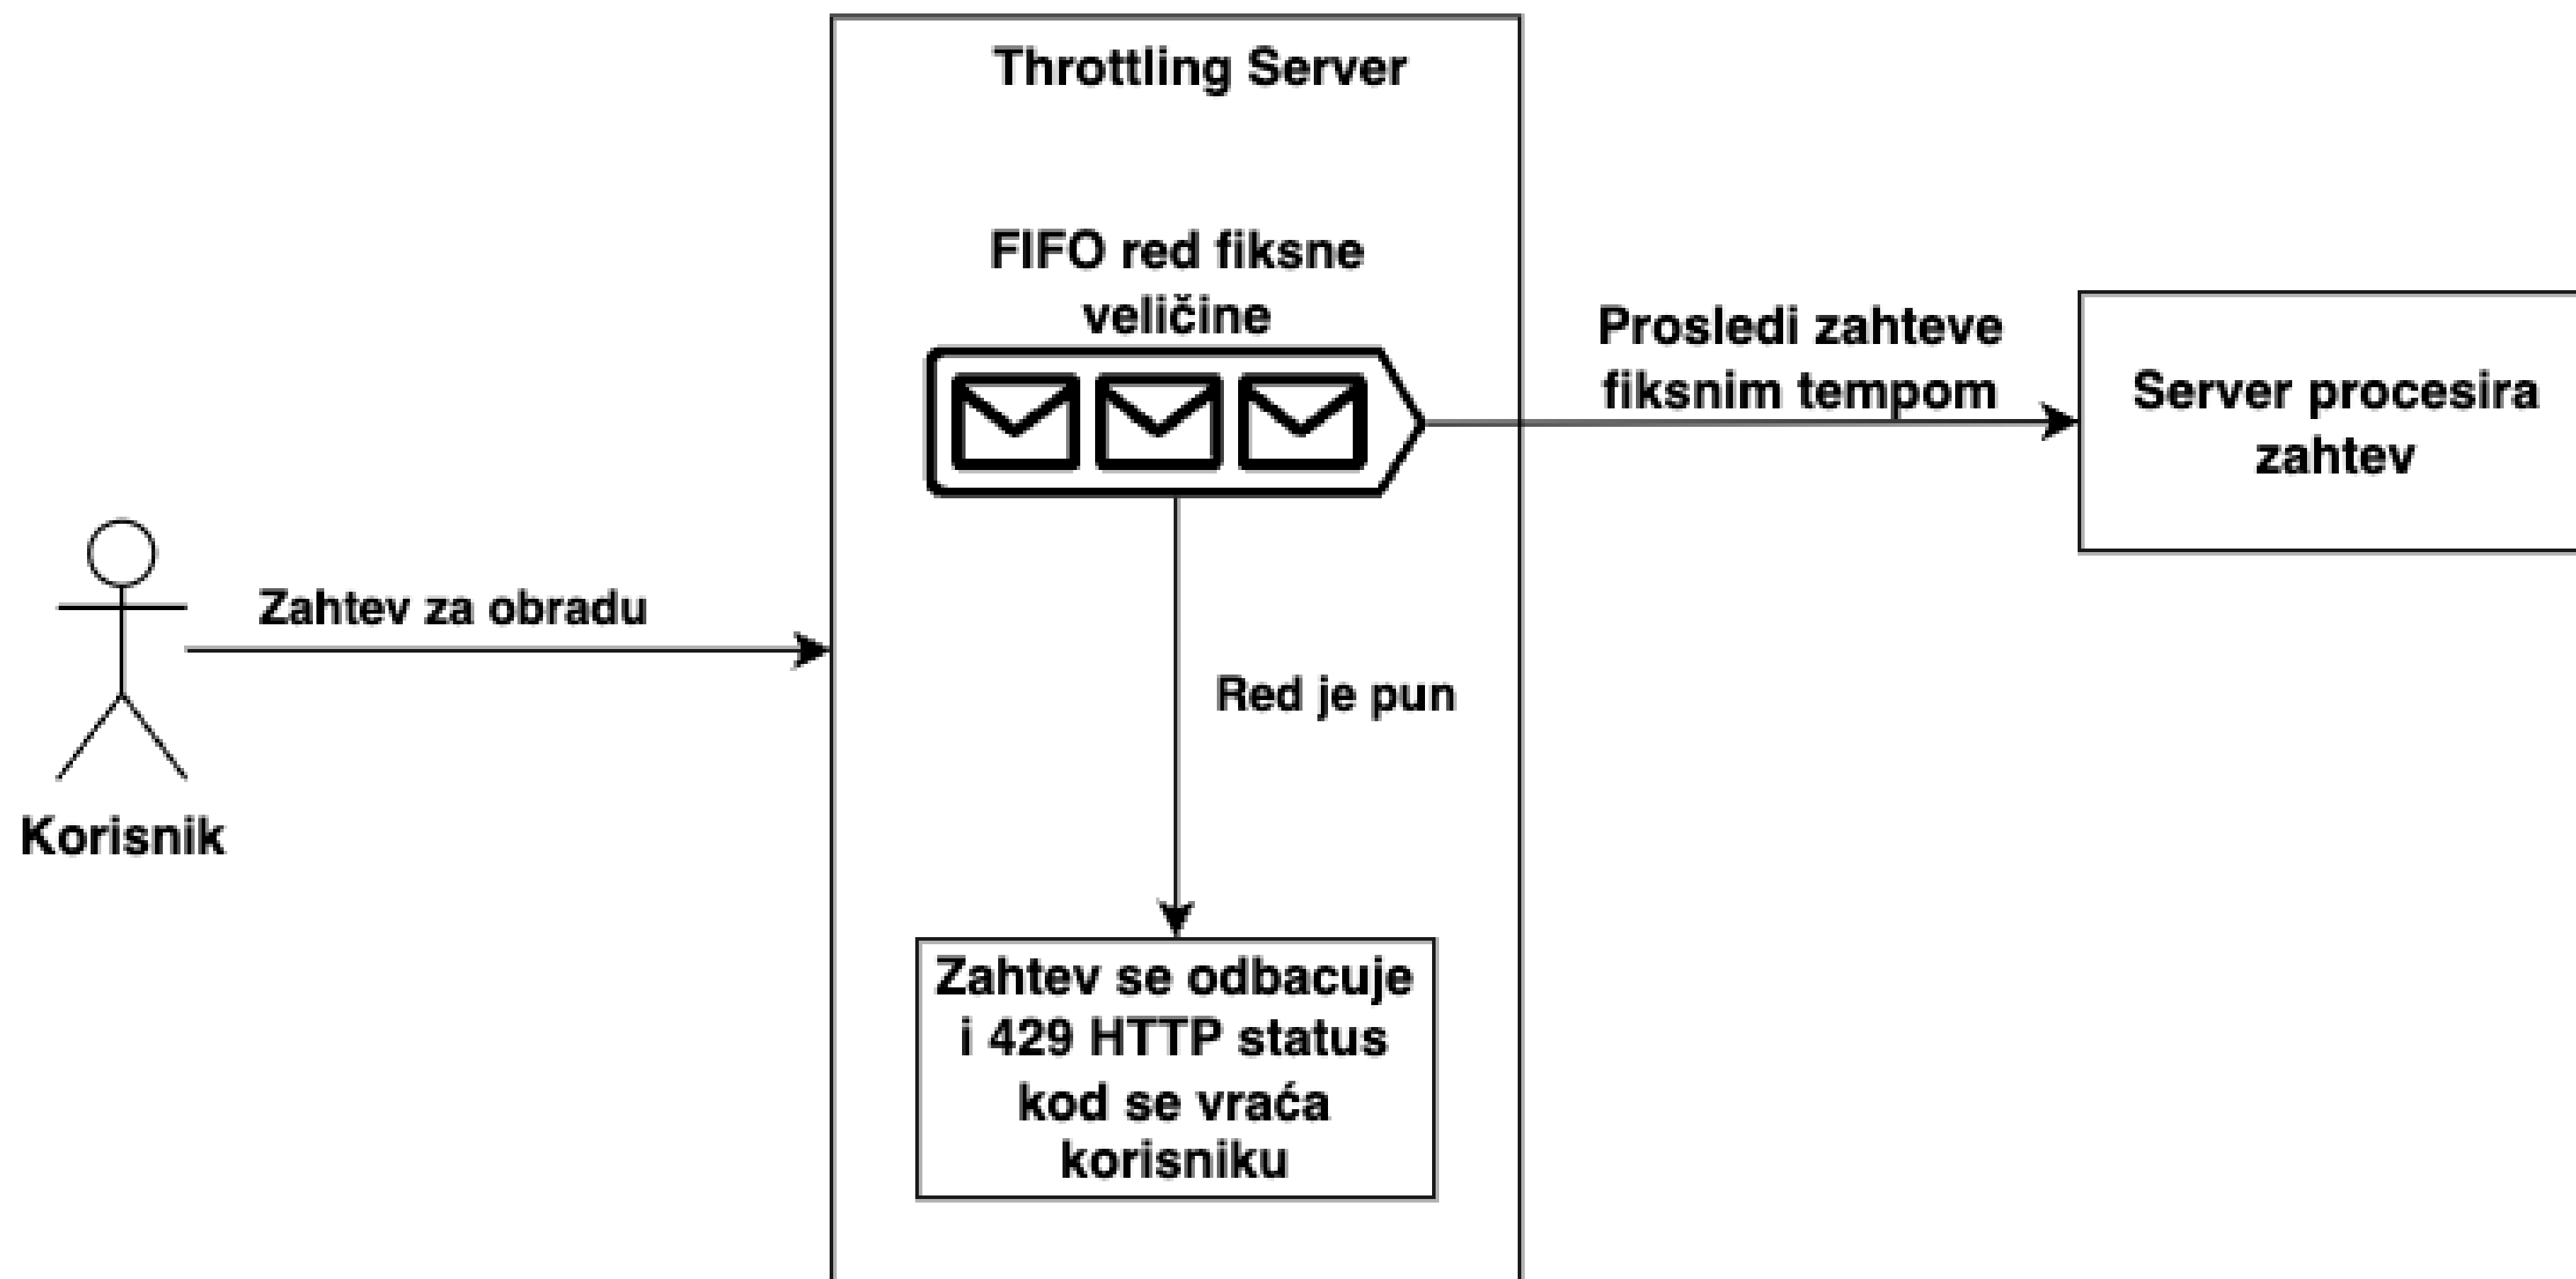 Throttling Server
FIFO red fiksne
veličine
Prosledi zahteve
fiksnim tempom
Server procesira
zahtev
Zahtev za obradu
Red je pun
Korisnik
Zahtev se odbacuje
i 429 HTTP status
kod se vraća
korisniku